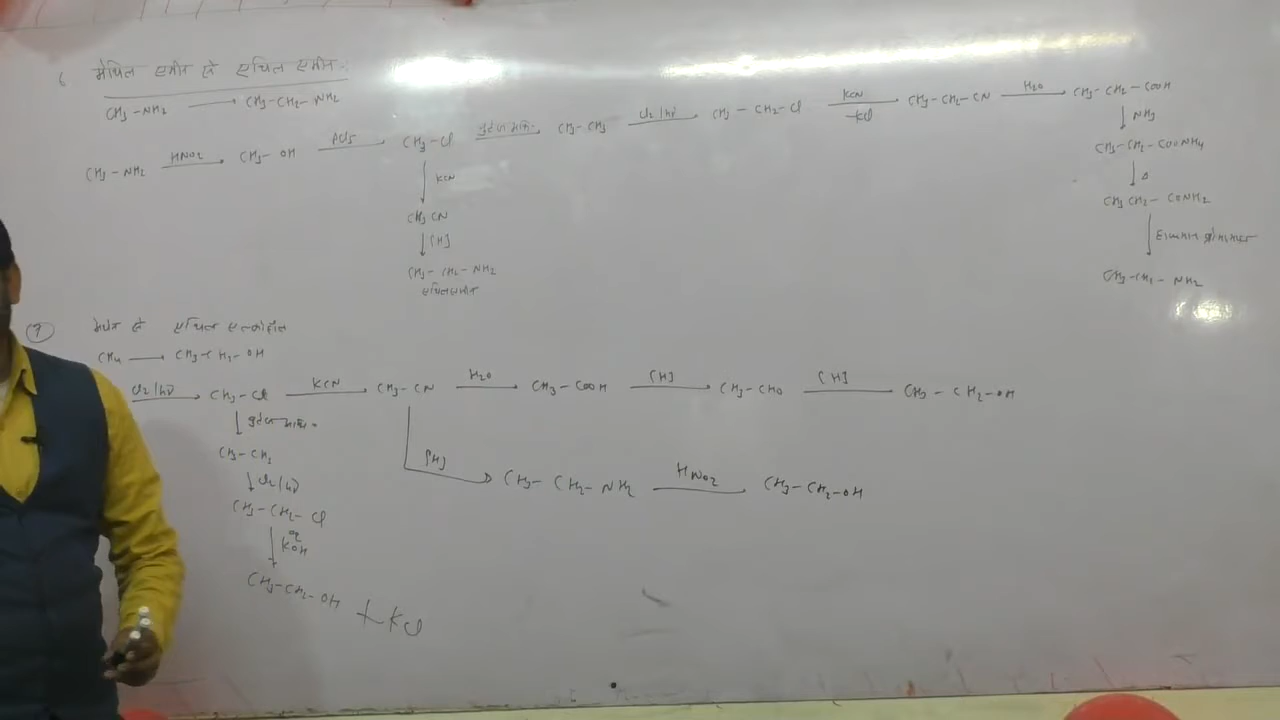 6 मेथिल एमीन से एथिल एमीन:
CH3-NH2 → CH3-CH2-NH2
CH3-NH2 HNO2→ CH3-OH PCl5→ CH3-Cl वुर्ट्ज अभि.→ CH3-CH3 Cl2/hν→ CH3-CH2-Cl KCN→ -KCl CH3-CH2-CN H2O→ CH3-CH2-COOH
↓ NH3
CH3-CH2-COONH4
↓ Δ
CH3CH2-CONH2
↓
CH3-CH2-NH2
↓ KCN
CH3CN
↓ [H]
CH3-CH2-NH2
एथिल एमीन
7 मेथेन से एथिल एल्कोहॉल
CH4 → CH3-CH2-OH
Cl2/hν→ CH3-Cl KCN→ CH3-CN H2O→ CH3-COOH [H]→ CH3-CHO [H]→ CH3-CH2-OH
↓ वुर्ट्ज अभि.
CH3-CH3
↓ Cl2/hν
CH3-CH2-Cl
↓ aq KOH
CH3-CH2-OH + KCl
[H]→ CH3-CH2-NH2 HNO2→ CH3-CH2-OH